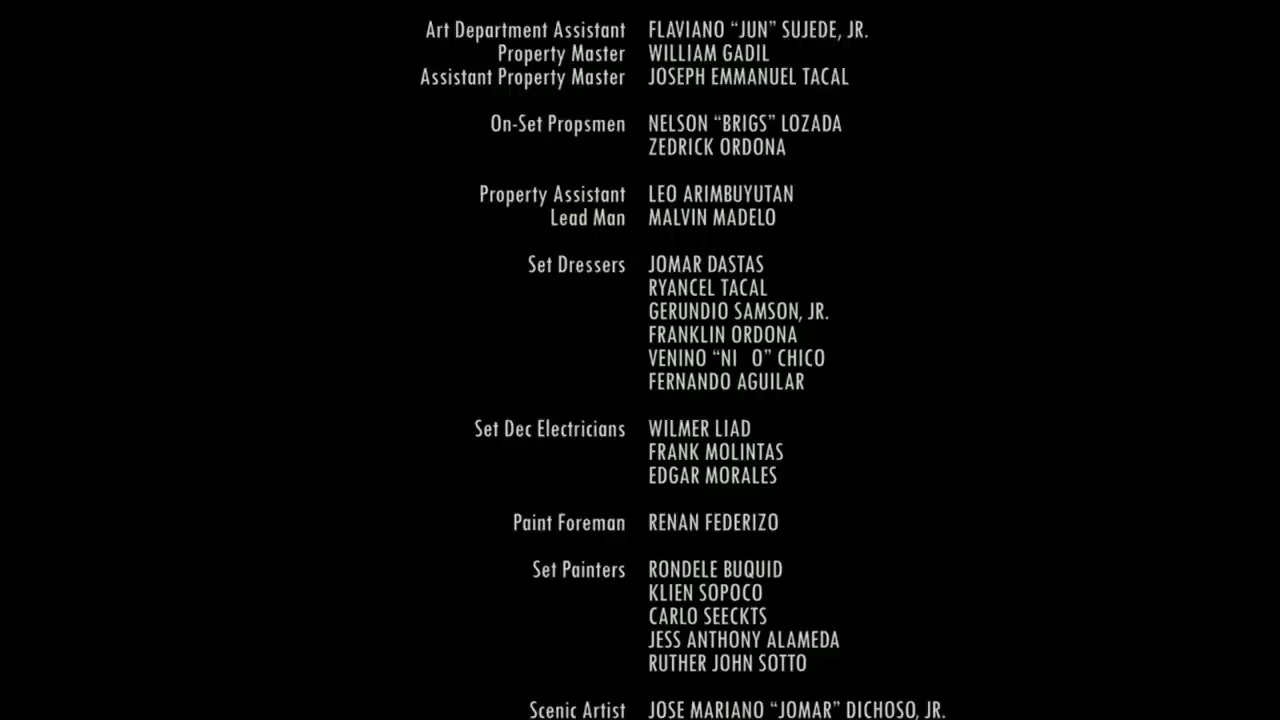 Art Department Assistant FLAVIANO “JUN” SUJEDE, JR.
Property Master WILLIAM GADIL
Assistant Property Master JOSEPH EMMANUEL TACAL
On-Set Propsmen NELSON “BRIGS” LOZADA
ZEDRICK ORDONA
Property Assistant LEO ARIMBUYUTAN
Lead Man MALVIN MADELO
Set Dressers JOMAR DASTAS
RYANCEL TACAL
GERUNDIO SAMSON, JR.
FRANKLIN ORDONA
VENINO “NI O” CHICO
FERNANDO AGUILAR
Set Dec Electricians WILMER LIAD
FRANK MOLINTAS
EDGAR MORALES
Paint Foreman RENAN FEDERIZO
Set Painters RONDELE BUQUID
KLIEN SOPOCO
CARLO SEECKTS
JESS ANTHONY ALAMEDA
RUTHER JOHN SOTTO
Scenic Artist JOSE MARIANO “JOMAR” DICHOSO, JR.